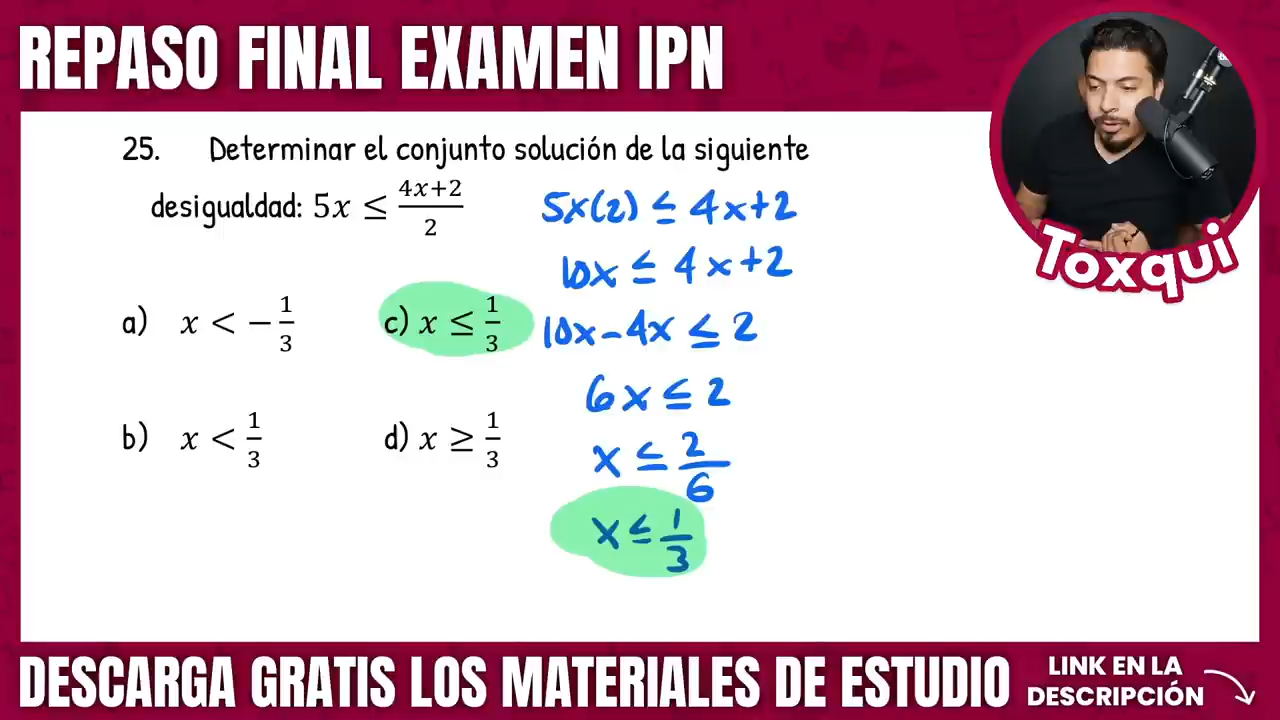 REPASO FINAL EXAMEN IPN
Toxqui
25. Determinar el conjunto solución de la siguiente
desigualdad: 5x ≤ (4x+2)/2
a) x < −1/3
c) x ≤ 1/3
b) x < 1/3
d) x ≥ 1/3
5x(2) ≤ 4x+2
10x ≤ 4x+2
10x−4x ≤ 2
6x ≤ 2
x ≤ 2/6
x ≤ 1/3
DESCARGA GRATIS LOS MATERIALES DE ESTUDIO
LINK EN LA
DESCRIPCIÓN